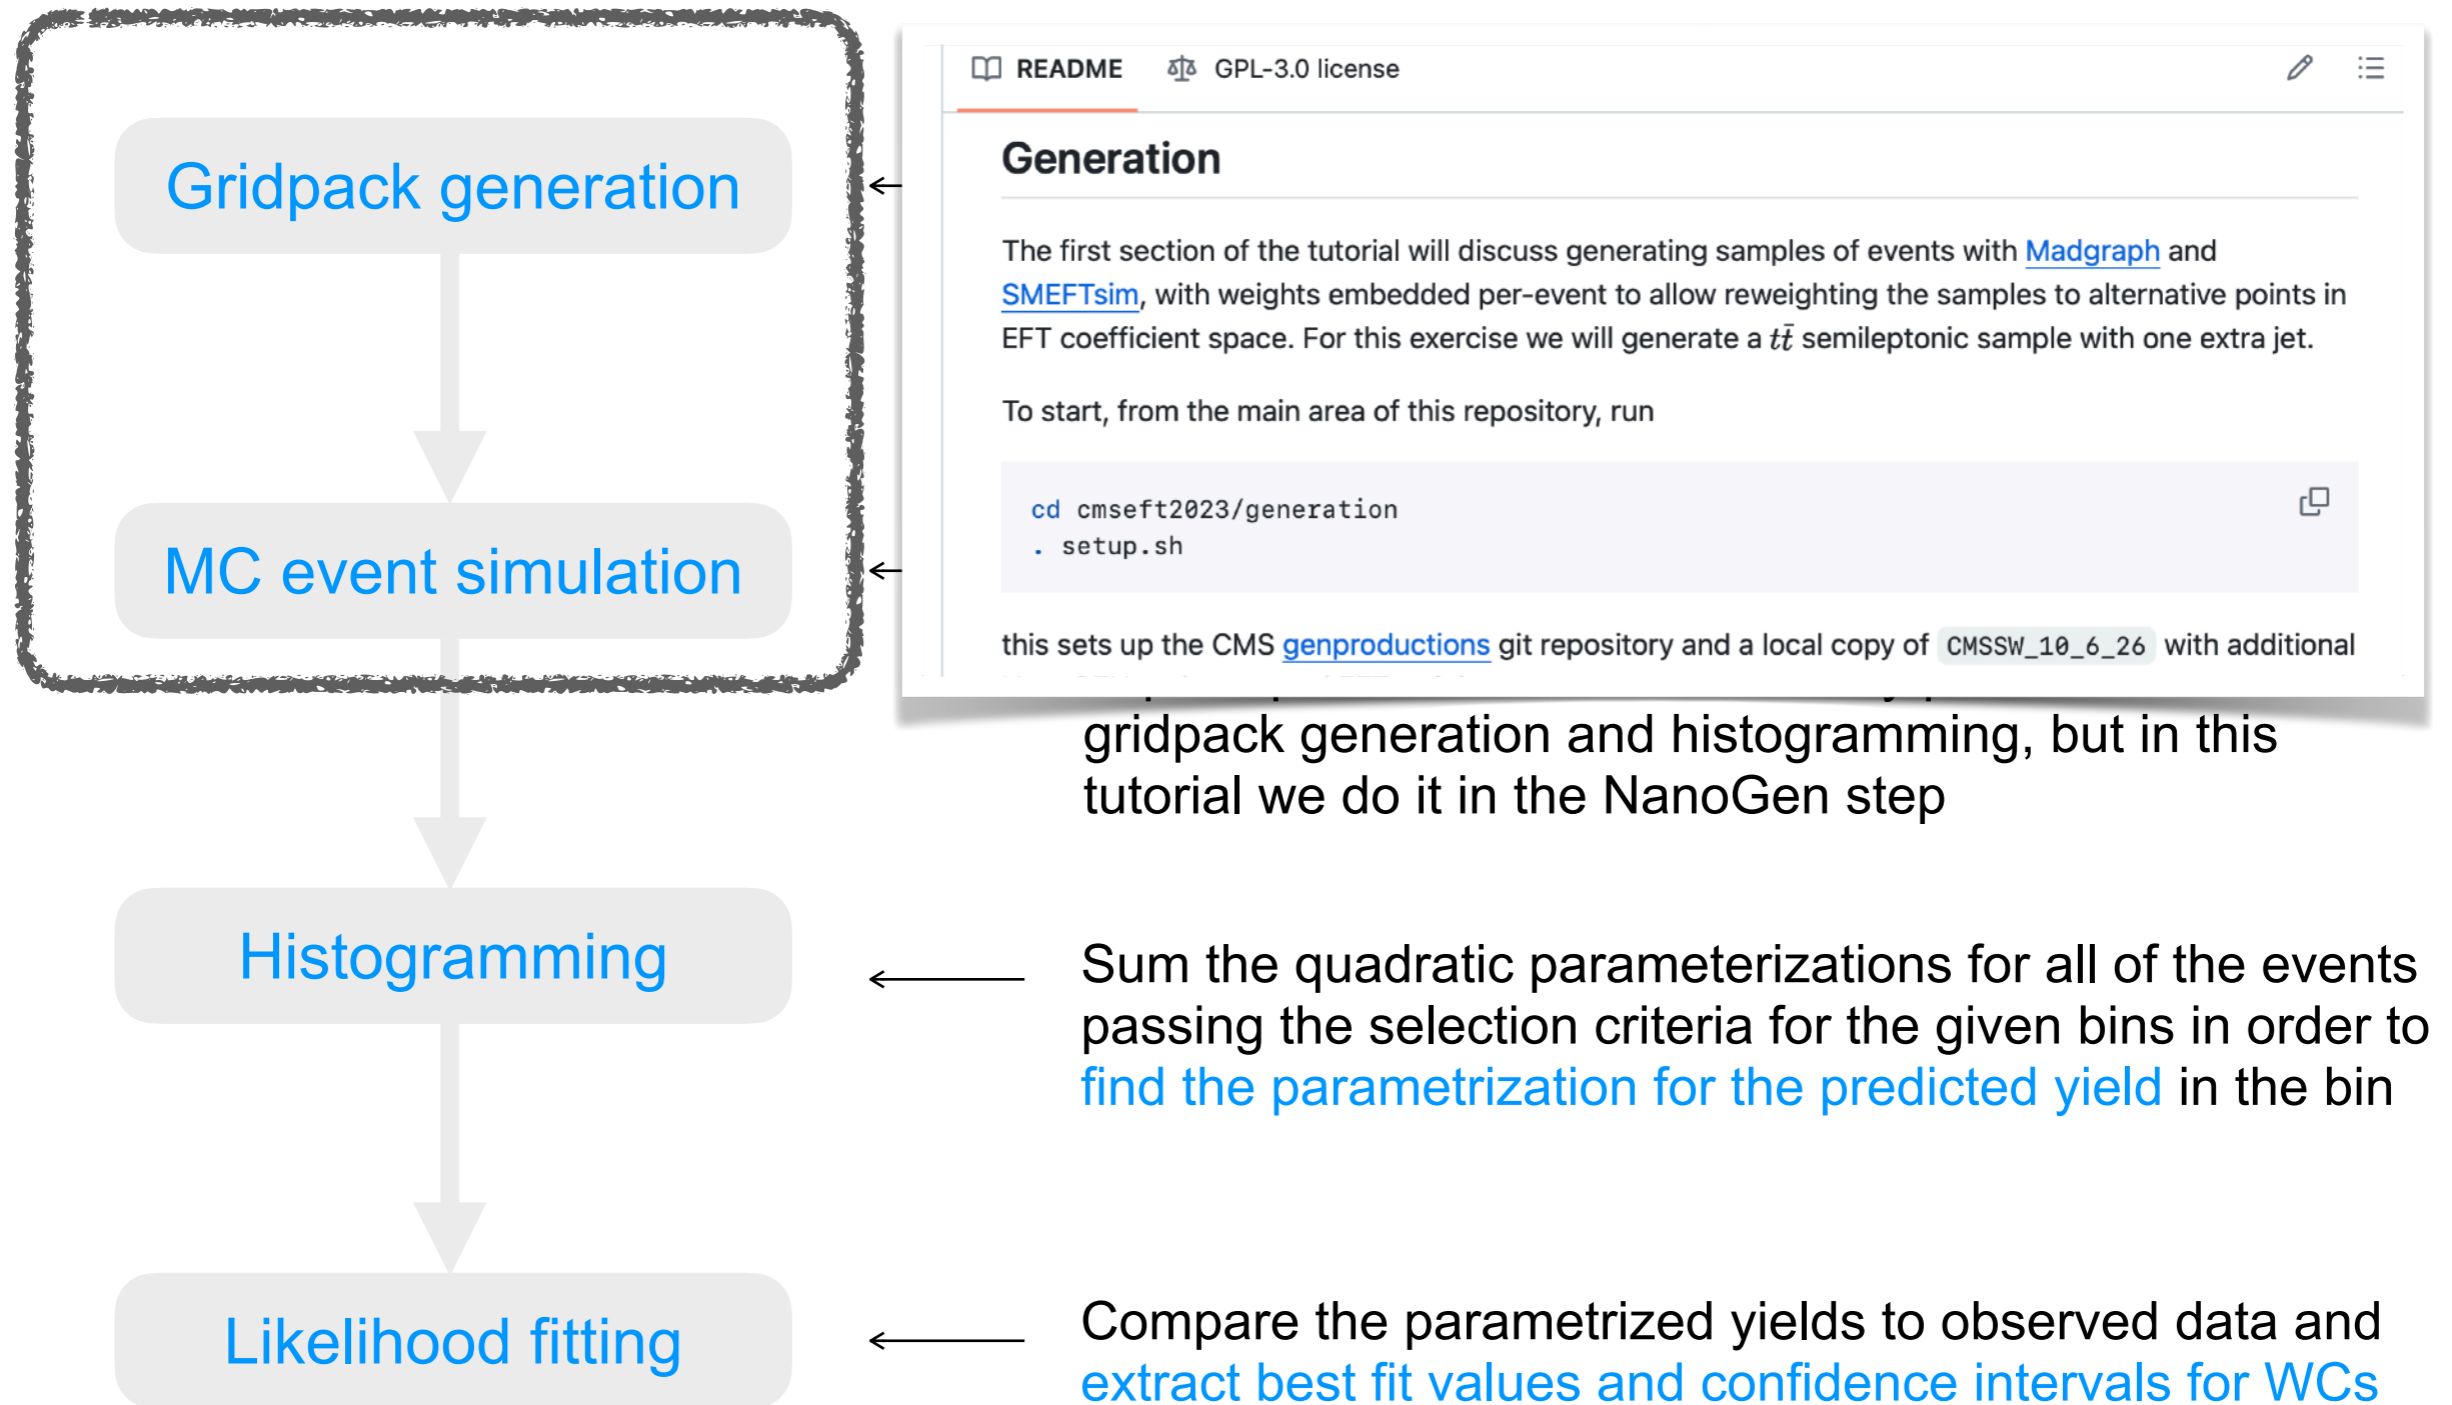 Gridpack generation
MC event simulation
Histogramming
Likelihood fitting
README GPL-3.0 license
Generation
The first section of the tutorial will discuss generating samples of events with Madgraph and
SMEFTsim, with weights embedded per-event to allow reweighting the samples to alternative points in
EFT coefficient space. For this exercise we will generate a tt̄ semileptonic sample with one extra jet.
To start, from the main area of this repository, run
cd cmseft2023/generation
. setup.sh
this sets up the CMS genproductions git repository and a local copy of CMSSW_10_6_26 with additional
gridpack generation and histogramming, but in this
tutorial we do it in the NanoGen step
Sum the quadratic parameterizations for all of the events
passing the selection criteria for the given bins in order to
find the parametrization for the predicted yield in the bin
Compare the parametrized yields to observed data and
extract best fit values and confidence intervals for WCs